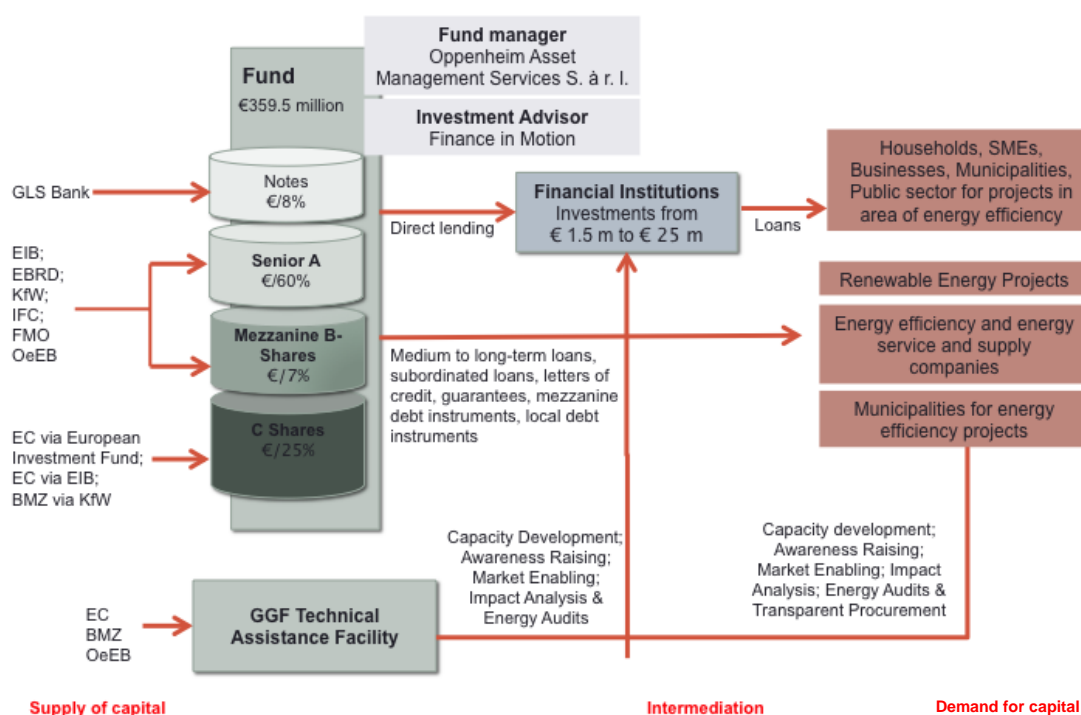 Fund manager
Oppenheim Asset
Management Services S. à r. l.
Fund
€359.5 million
Investment Advisor
Finance in Motion
GLS Bank
Notes
€/8%
Direct lending
Financial Institutions
Investments from
€ 1.5 m to € 25 m
Loans
Households, SMEs,
Businesses, Municipalities,
Public sector for projects in
area of energy efficiency
EIB;
EBRD;
KfW;
IFC;
FMO
OeEB
Senior A
€/60%
Mezzanine B-
Shares
€/7%
Renewable Energy Projects
Energy efficiency and energy
service and supply
companies
Medium to long-term loans,
subordinated loans, letters of
credit, guarantees, mezzanine
debt instruments, local debt
instruments
Municipalities for energy
efficiency projects
EC via European
Investment Fund;
EC via EIB;
BMZ via KfW
C Shares
€/25%
Capacity Development;
Awareness Raising;
Market Enabling;
Impact Analysis &
Energy Audits
Capacity development;
Awareness Raising;
Market Enabling; Impact
Analysis; Energy Audits &
Transparent Procurement
EC
BMZ
OeEB
GGF Technical
Assistance Facility
Supply of capital
Intermediation
Demand for capital